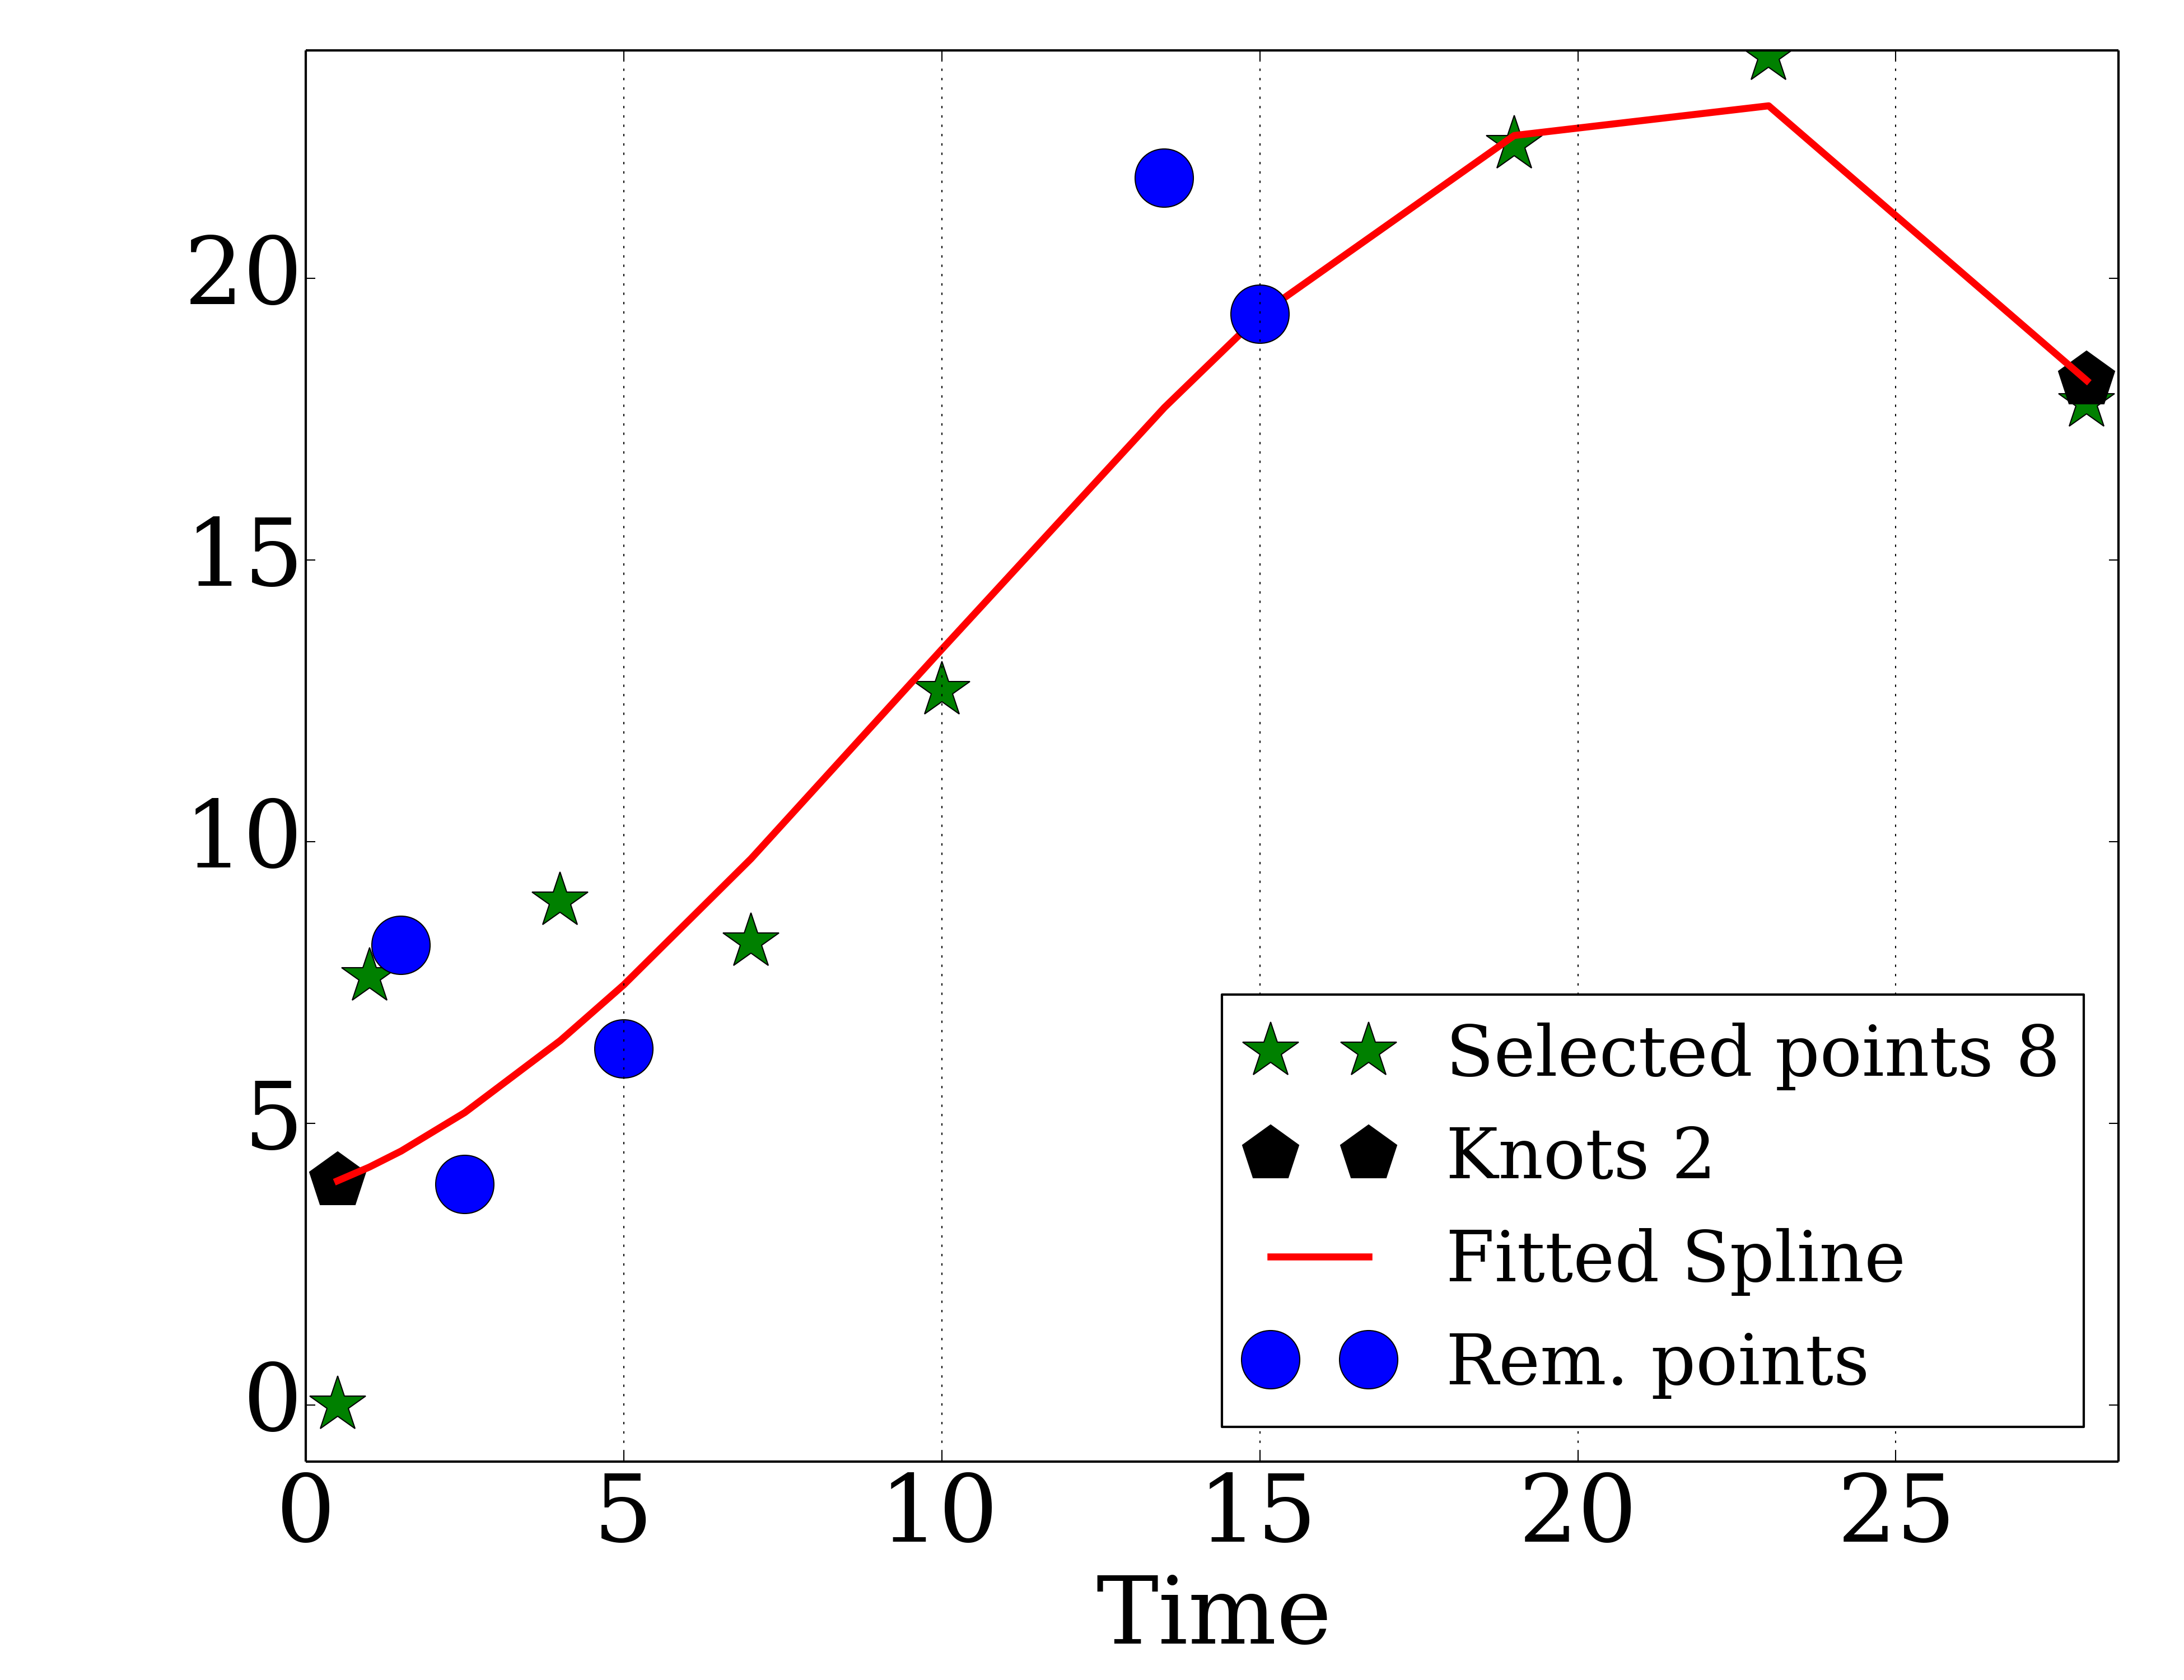 20
15
10
5
0
0 5 10 15 20 25
Time
Selected points 8
Knots 2
Fitted Spline
Rem. points